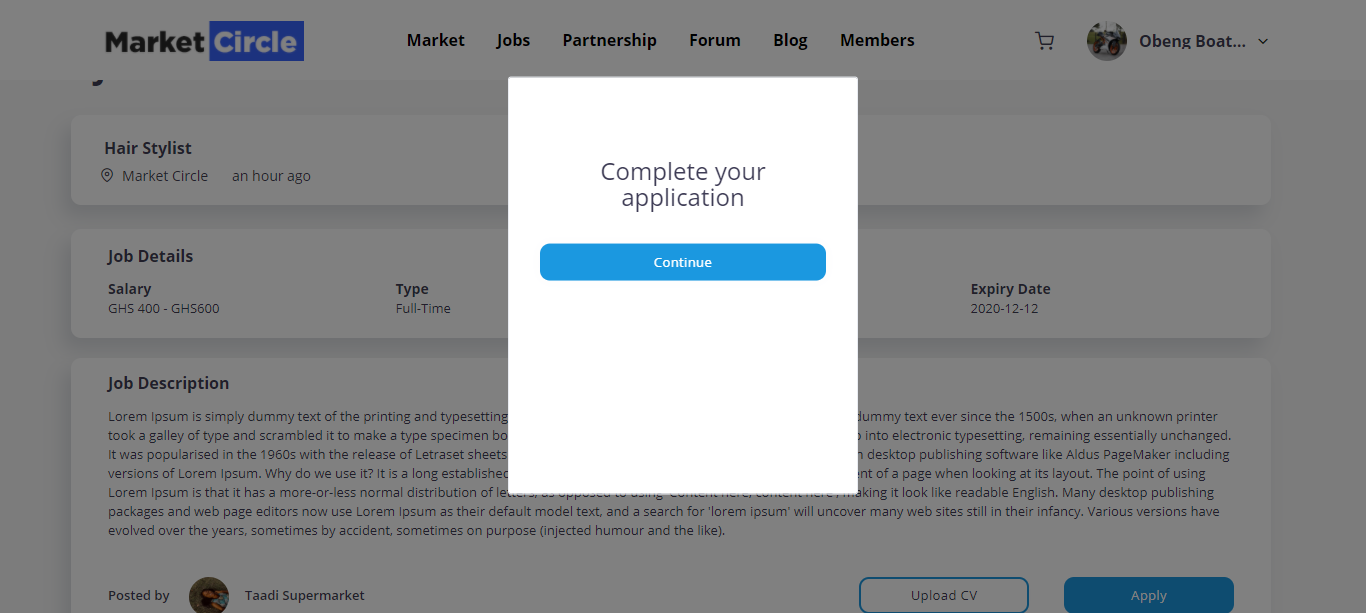 Market Circle
Market Jobs Partnership Forum Blog Members
Obeng Boat...
Hair Stylist
Market Circle an hour ago
Complete your
application
Continue
Job Details
Salary Type Expiry Date
GHS 400 - GHS600 Full-Time 2020-12-12
Job Description
Lorem Ipsum is simply dummy text of the printing and typesetting dummy text ever since the 1500s, when an unknown printer
took a galley of type and scrambled it to make a type specimen bo into electronic typesetting, remaining essentially unchanged.
It was popularised in the 1960s with the release of Letraset sheets desktop publishing software like Aldus PageMaker including
versions of Lorem Ipsum. Why do we use it? It is a long established nt of a page when looking at its layout. The point of using
Lorem Ipsum is that it has a more-or-less normal distribution of letters, as opposed to using 'Content here, content here', making it look like readable English. Many desktop publishing
packages and web page editors now use Lorem Ipsum as their default model text, and a search for 'lorem ipsum' will uncover many web sites still in their infancy. Various versions have
evolved over the years, sometimes by accident, sometimes on purpose (injected humour and the like).
Posted by Taadi Supermarket
Upload CV Apply